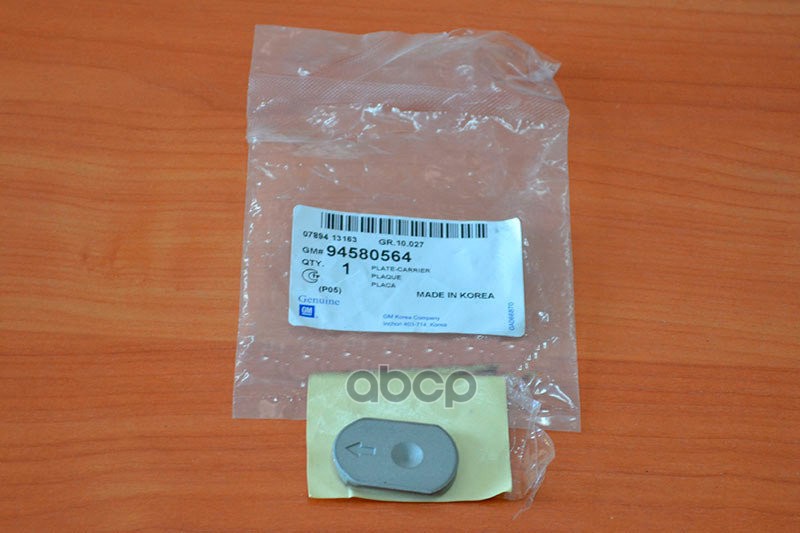 07894 13163 GR.10.027
GM# 94580564
QTY. 1 PLATE-CARRIER
PLAQUE
PLACA
(P05) MADE IN KOREA
Genuine
GM
GM Korea Company
Incheon 403-714 Korea
abcp